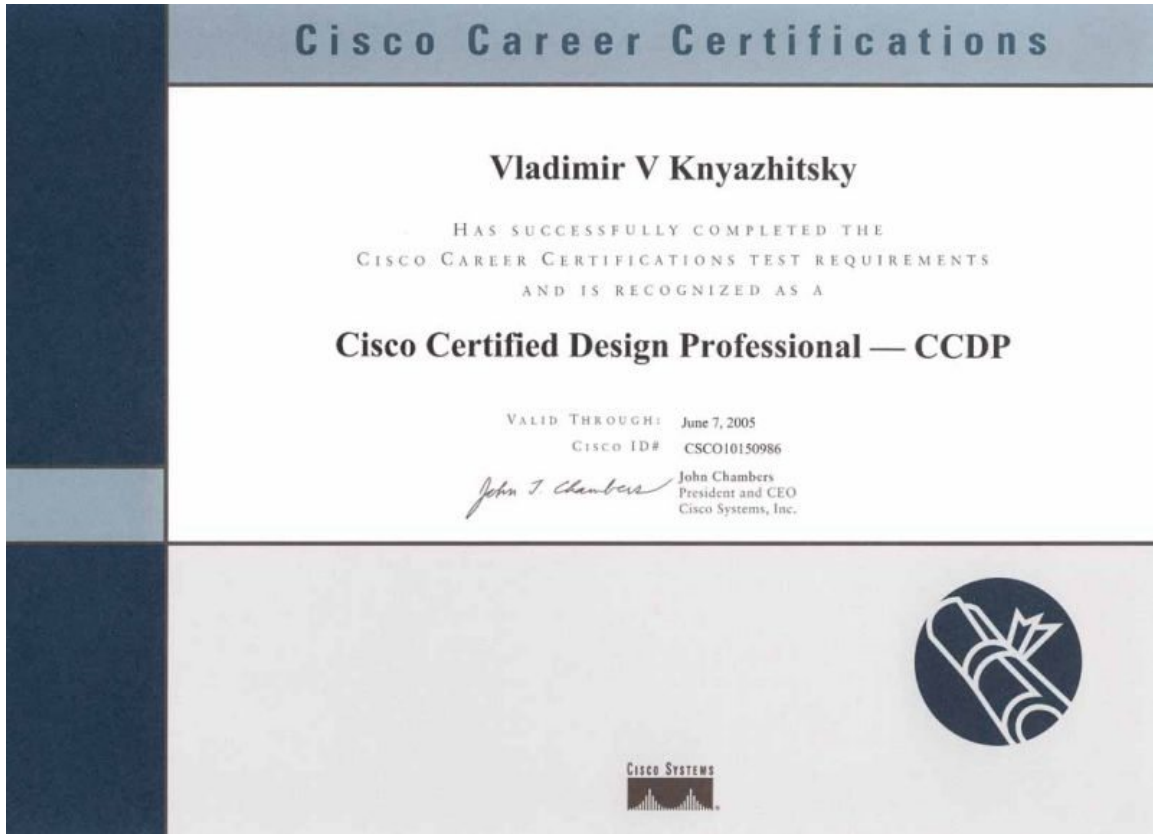 Cisco Career Certifications
Vladimir V Knyazhitsky
HAS SUCCESSFULLY COMPLETED THE
CISCO CAREER CERTIFICATIONS TEST REQUIREMENTS
AND IS RECOGNIZED AS A
Cisco Certified Design Professional — CCDP
VALID THROUGH: June 7, 2005
CISCO ID# CSCO10150986
John T. Chambers
John Chambers
President and CEO
Cisco Systems, Inc.
CISCO SYSTEMS